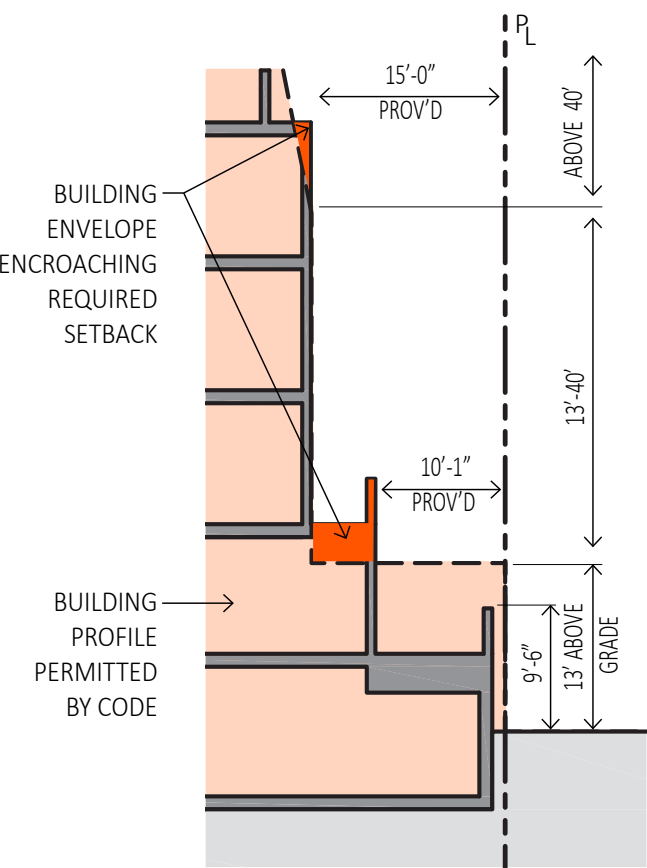 PL
15’-0”
PROV’D
ABOVE 40’
BUILDING
ENVELOPE
ENCROACHING
REQUIRED
SETBACK
13’-40’
10’-1”
PROV’D
BUILDING
PROFILE
PERMITTED
BY CODE
9’-6”
13’ ABOVE
GRADE